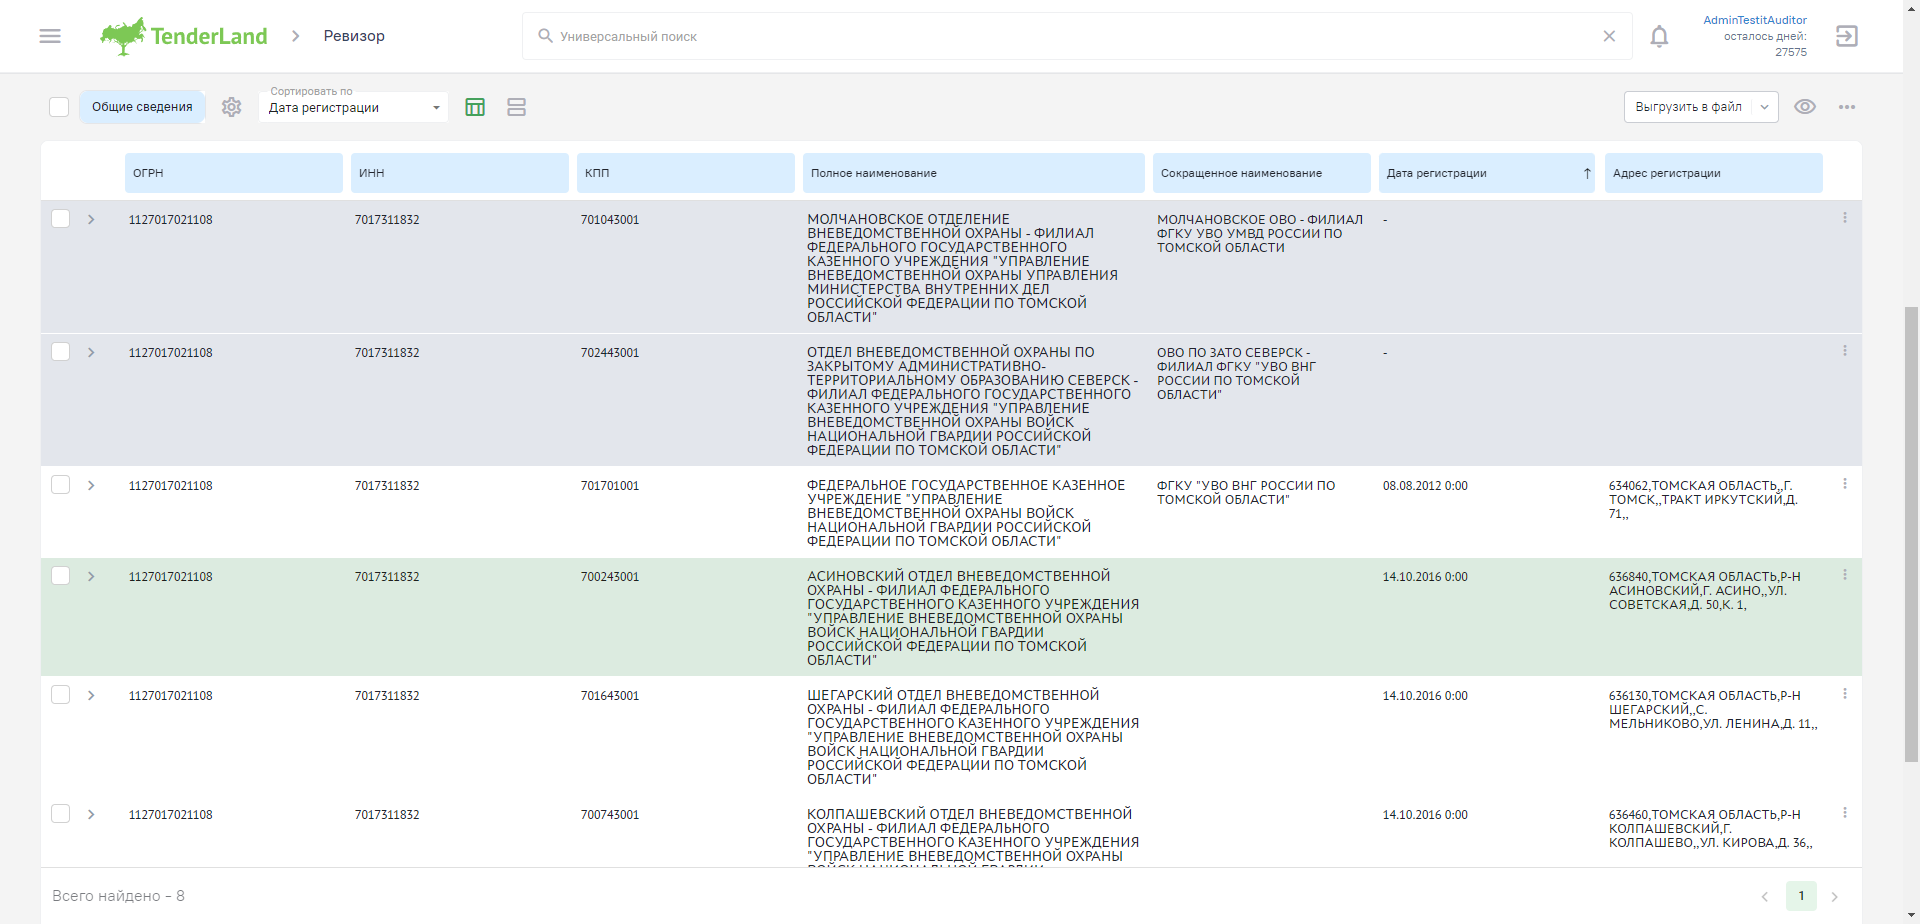 TenderLand
Ревизор
Универсальный поиск
AdminTestitAuditor
осталось дней:
27575
Общие сведения
Сортировать по
Дата регистрации
Выгрузить в файл
ОГРН
ИНН
КПП
Полное наименование
Сокращенное наименование
Дата регистрации
Адрес регистрации
1127017021108
7017311832
701043001
МОЛЧАНОВСКОЕ ОТДЕЛЕНИЕ
ВНЕВЕДОМСТВЕННОЙ ОХРАНЫ - ФИЛИАЛ
ФЕДЕРАЛЬНОГО ГОСУДАРСТВЕННОГО
КАЗЕННОГО УЧРЕЖДЕНИЯ "УПРАВЛЕНИЕ
ВНЕВЕДОМСТВЕННОЙ ОХРАНЫ УПРАВЛЕНИЯ
МИНИСТЕРСТВА ВНУТРЕННИХ ДЕЛ
РОССИЙСКОЙ ФЕДЕРАЦИИ ПО ТОМСКОЙ
ОБЛАСТИ"
МОЛЧАНОВСКОЕ ОВО - ФИЛИАЛ
ФГКУ УВО УМВД РОССИИ ПО
ТОМСКОЙ ОБЛАСТИ
-
1127017021108
7017311832
702443001
ОТДЕЛ ВНЕВЕДОМСТВЕННОЙ ОХРАНЫ ПО
ЗАКРЫТОМУ АДМИНИСТРАТИВНО-
ТЕРРИТОРИАЛЬНОМУ ОБРАЗОВАНИЮ СЕВЕРСК -
ФИЛИАЛ ФЕДЕРАЛЬНОГО ГОСУДАРСТВЕННОГО
КАЗЕННОГО УЧРЕЖДЕНИЯ "УПРАВЛЕНИЕ
ВНЕВЕДОМСТВЕННОЙ ОХРАНЫ ВОЙСК
НАЦИОНАЛЬНОЙ ГВАРДИИ РОССИЙСКОЙ
ФЕДЕРАЦИИ ПО ТОМСКОЙ ОБЛАСТИ"
ОВО ПО ЗАТО СЕВЕРСК -
ФИЛИАЛ ФГКУ "УВО ВНГ
РОССИИ ПО ТОМСКОЙ
ОБЛАСТИ"
-
1127017021108
7017311832
701701001
ФЕДЕРАЛЬНОЕ ГОСУДАРСТВЕННОЕ КАЗЕННОЕ
УЧРЕЖДЕНИЕ "УПРАВЛЕНИЕ
ВНЕВЕДОМСТВЕННОЙ ОХРАНЫ ВОЙСК
НАЦИОНАЛЬНОЙ ГВАРДИИ РОССИЙСКОЙ
ФЕДЕРАЦИИ ПО ТОМСКОЙ ОБЛАСТИ"
ФГКУ "УВО ВНГ РОССИИ ПО
ТОМСКОЙ ОБЛАСТИ"
08.08.2012 0:00
634062,ТОМСКАЯ ОБЛАСТЬ,,Г.
ТОМСК,,ТРАКТ ИРКУТСКИЙ,Д.
71,,
1127017021108
7017311832
700243001
АСИНОВСКИЙ ОТДЕЛ ВНЕВЕДОМСТВЕННОЙ
ОХРАНЫ - ФИЛИАЛ ФЕДЕРАЛЬНОГО
ГОСУДАРСТВЕННОГО КАЗЕННОГО УЧРЕЖДЕНИЯ
"УПРАВЛЕНИЕ ВНЕВЕДОМСТВЕННОЙ ОХРАНЫ
ВОЙСК НАЦИОНАЛЬНОЙ ГВАРДИИ
РОССИЙСКОЙ ФЕДЕРАЦИИ ПО ТОМСКОЙ
ОБЛАСТИ"
14.10.2016 0:00
636840,ТОМСКАЯ ОБЛАСТЬ,Р-Н
АСИНОВСКИЙ,Г. АСИНО,,УЛ.
СОВЕТСКАЯ,Д. 50,К. 1,
1127017021108
7017311832
701643001
ШЕГАРСКИЙ ОТДЕЛ ВНЕВЕДОМСТВЕННОЙ
ОХРАНЫ - ФИЛИАЛ ФЕДЕРАЛЬНОГО
ГОСУДАРСТВЕННОГО КАЗЕННОГО УЧРЕЖДЕНИЯ
"УПРАВЛЕНИЕ ВНЕВЕДОМСТВЕННОЙ ОХРАНЫ
ВОЙСК НАЦИОНАЛЬНОЙ ГВАРДИИ
РОССИЙСКОЙ ФЕДЕРАЦИИ ПО ТОМСКОЙ
ОБЛАСТИ"
14.10.2016 0:00
636130,ТОМСКАЯ ОБЛАСТЬ,Р-Н
ШЕГАРСКИЙ,,С.
МЕЛЬНИКОВО,УЛ. ЛЕНИНА,Д. 11,,
1127017021108
7017311832
700743001
КОЛПАШЕВСКИЙ ОТДЕЛ ВНЕВЕДОМСТВЕННОЙ
ОХРАНЫ - ФИЛИАЛ ФЕДЕРАЛЬНОГО
ГОСУДАРСТВЕННОГО КАЗЕННОГО УЧРЕЖДЕНИЯ
"УПРАВЛЕНИЕ ВНЕВЕДОМСТВЕННОЙ ОХРАНЫ
14.10.2016 0:00
636460,ТОМСКАЯ ОБЛАСТЬ,Р-Н
КОЛПАШЕВСКИЙ,Г.
КОЛПАШЕВО,,УЛ. КИРОВА,Д. 36,,
Всего найдено - 8
1